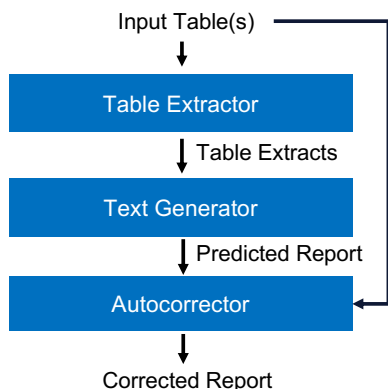 Input Table(s)
Table Extractor
Table Extracts
Text Generator
Predicted Report
Autocorrector
Corrected Report